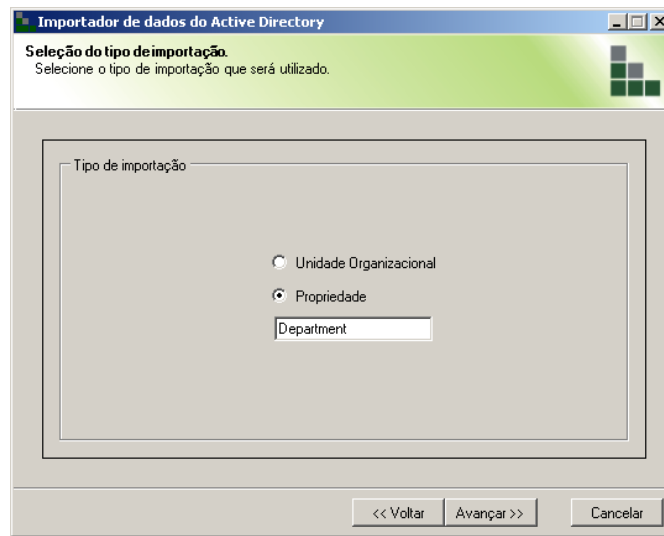 Importador de dados do Active Directory
Seleção do tipo de importação.
Selecione o tipo de importação que será utilizado.
Tipo de importação
Unidade Organizacional
Propriedade
Department
<< Voltar
Avançar >>
Cancelar